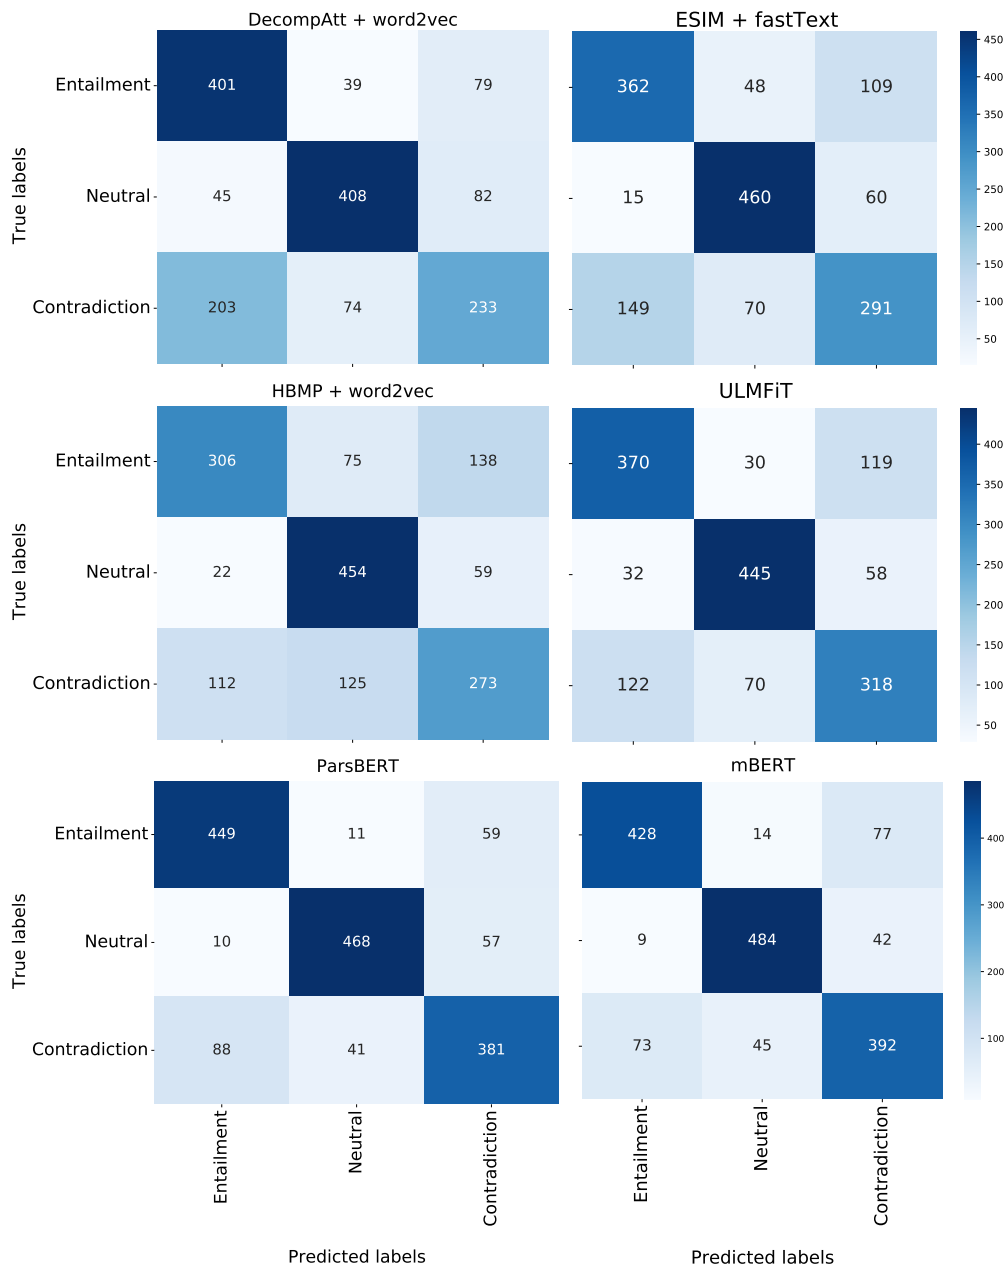 DecompAtt + word2vec
ESIM + fastText
True labels
Entailment
401 39 79
362 48 109
Neutral
45 408 82
15 460 60
Contradiction
203 74 233
149 70 291
450
400
350
300
250
200
150
100
50
HBMP + word2vec
ULMFiT
True labels
Entailment
306 75 138
370 30 119
Neutral
22 454 59
32 445 58
Contradiction
112 125 273
122 70 318
400
350
300
250
200
150
100
50
ParsBERT
mBERT
True labels
Entailment
449 11 59
428 14 77
Neutral
10 468 57
9 484 42
Contradiction
88 41 381
73 45 392
400
300
200
100
Entailment
Neutral
Contradiction
Entailment
Neutral
Contradiction
Predicted labels
Predicted labels